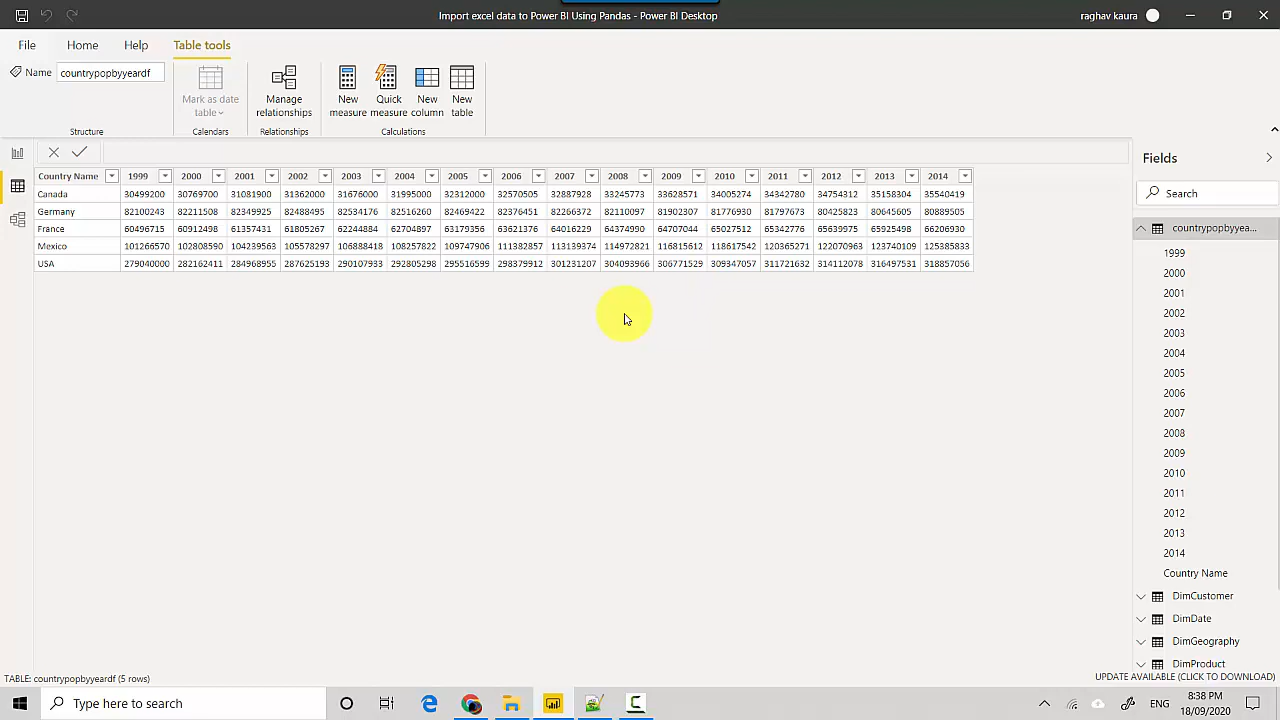 Import excel data to Power BI Using Pandas - Power BI Desktop
raghav kaura
File Home Help Table tools
Name countrypopbyyeardf
Mark as date table
Manage relationships
New measure
Quick measure
New column
New table
Structure Calendars Relationships Calculations
Country Name 1999 2000 2001 2002 2003 2004 2005 2006 2007 2008 2009 2010 2011 2012 2013 2014
Canada 30499200 30769700 31081900 31362000 31676000 31995000 32312000 32570505 32887928 33245773 33628571 34005274 34342780 34754312 35158304 35540419
Germany 82100243 82211508 82349925 82488495 82534176 82516260 82469422 82376451 82266372 82110097 81902307 81776930 81797673 80425823 80645605 80889505
France 60496715 60912498 61357431 61805267 62244884 62704897 63179356 63621376 64016229 64374990 64707044 65027512 65342776 65639975 65925498 66206930
Mexico 101266570 102808590 104239563 105578297 106888418 108257822 109747906 111382857 113139374 114972821 116815612 118617542 120365271 122070963 123740109 125385833
USA 279040000 282162411 284968955 287625193 290107933 292805298 295516599 298379912 301231207 304093966 306771529 309347057 311721632 314112078 316497531 318857056
Fields
Search
countrypopbyyea...
1999
2000
2001
2002
2003
2004
2005
2006
2007
2008
2009
2010
2011
2012
2013
2014
Country Name
DimCustomer
DimDate
DimGeography
DimProduct
TABLE: countrypopbyyeardf (5 rows)
UPDATE AVAILABLE (CLICK TO DOWNLOAD)
Type here to search
ENG
8:38 PM
18/09/2020